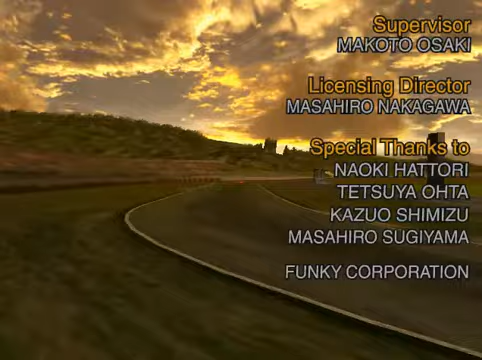 Supervisor
MAKOTO OSAKI
Licensing Director
MASAHIRO NAKAGAWA
Special Thanks to
NAOKI HATTORI
TETSUYA OHTA
KAZUO SHIMIZU
MASAHIRO SUGIYAMA
FUNKY CORPORATION